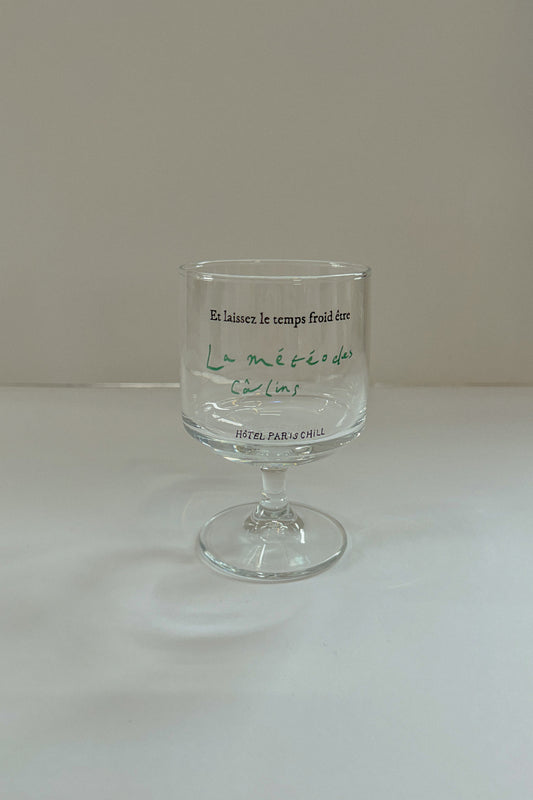 Et laissez le temps froid être
La météo des
Câlins
HÔTEL PARIS CHILL